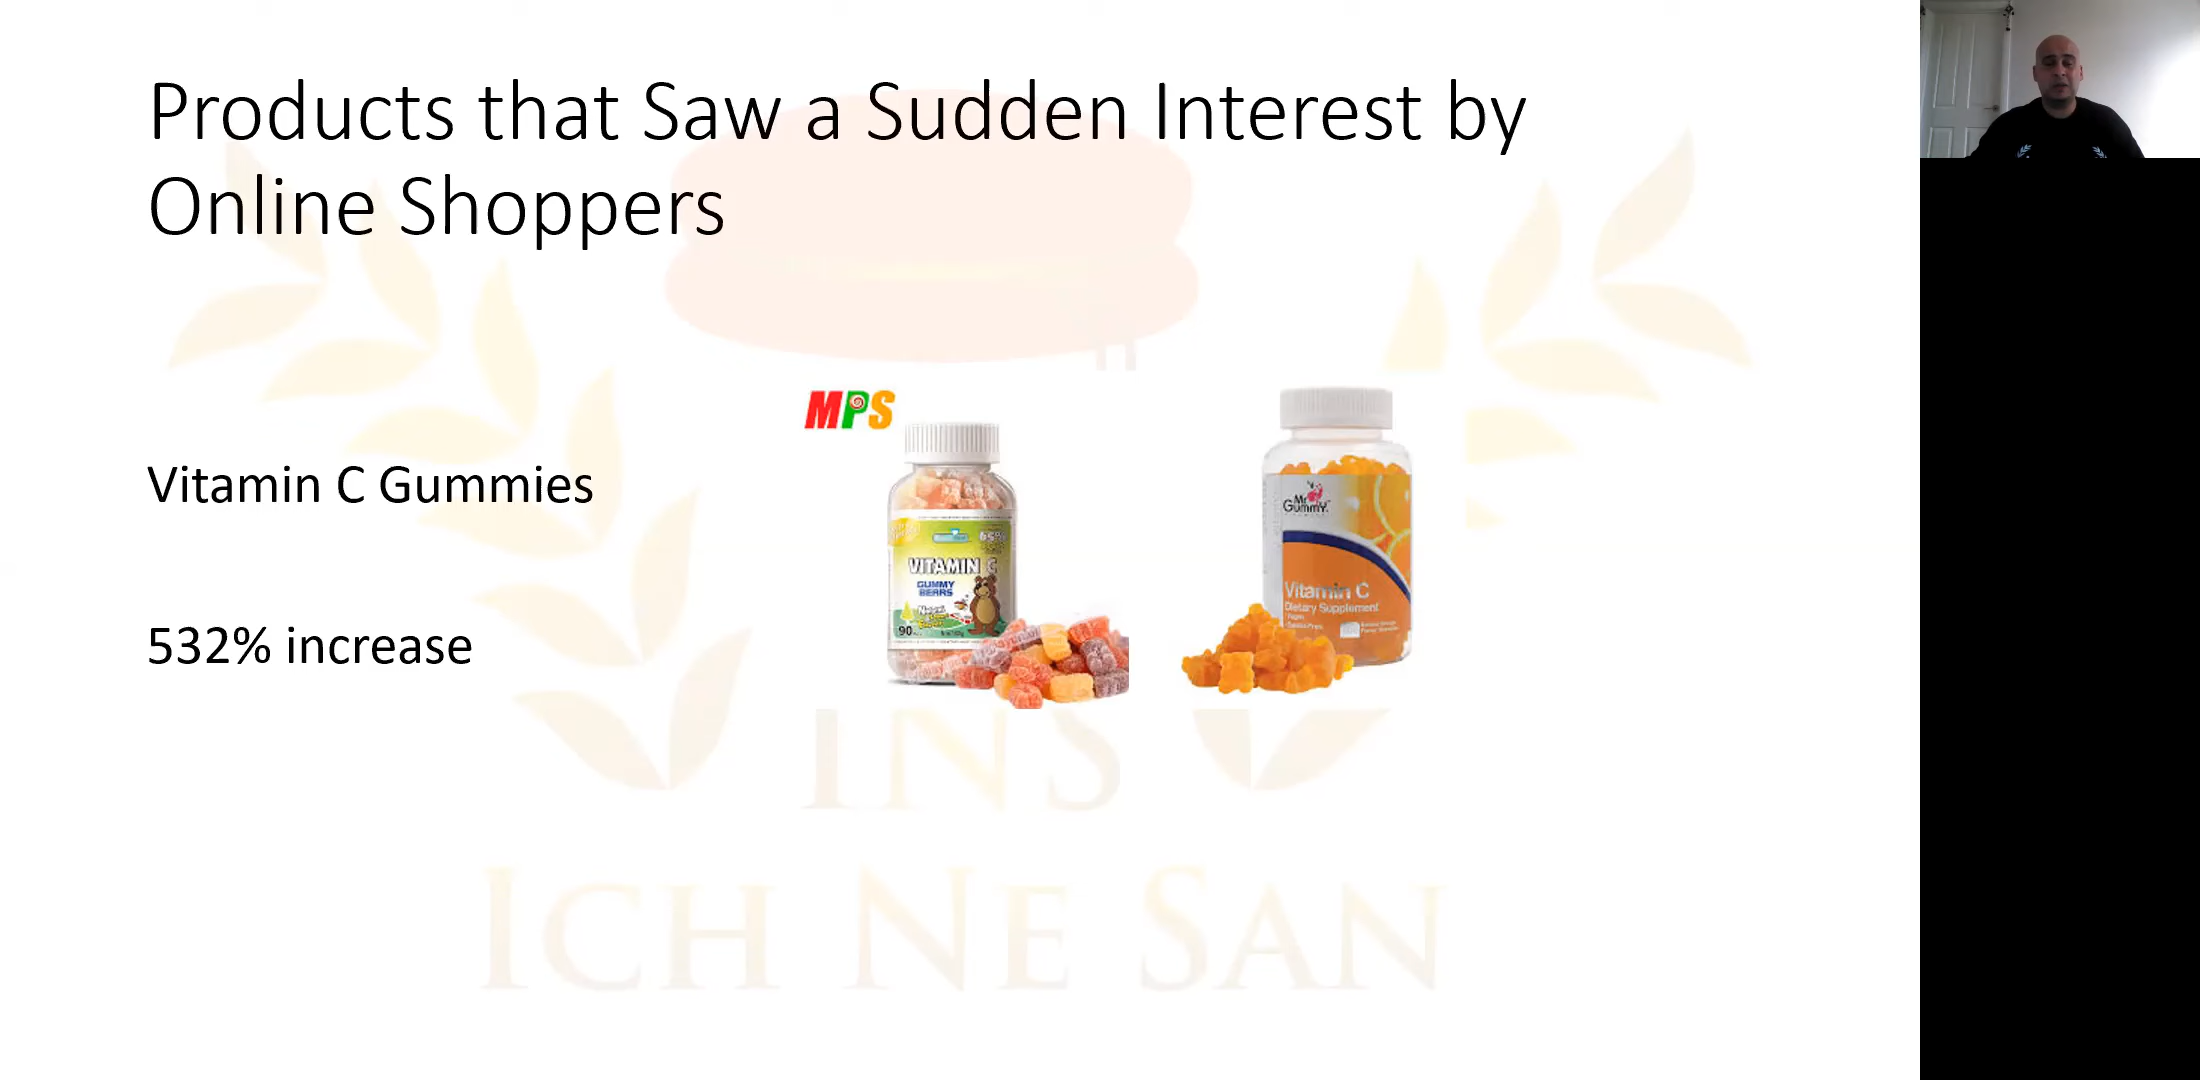 Products that Saw a Sudden Interest by
Online Shoppers
Vitamin C Gummies
532% increase
MPS
VITAMIN C
GUMMY
BEARS
90
Mr
Gummy
Vitamin C
Dietary Supplement
INS
ICH NE SAN